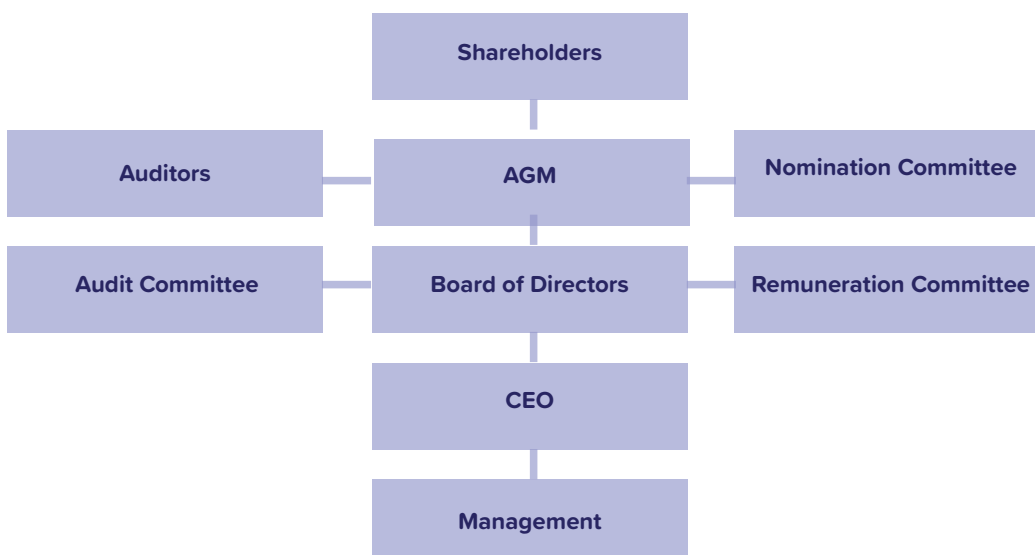 Shareholders
Auditors
AGM
Nomination Committee
Audit Committee
Board of Directors
Remuneration Committee
CEO
Management